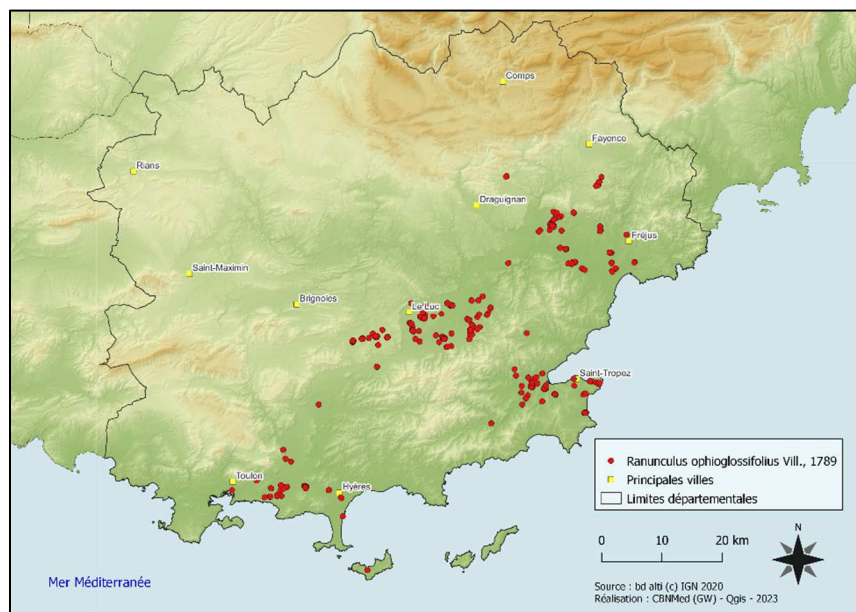 Comps
Fayence
Rians
Draguignan
Fréjus
Saint-Maximin
Brignoles
Le Luc
Saint-Tropez
Toulon
Hyères
Ranunculus ophioglossifolius Vill., 1789
Principales villes
Limites départementales
N
0 10 20 km
Mer Méditerranée
Source : bd alti (c) IGN 2020
Réalisation : CBNMed (GW) - Qgis - 2023